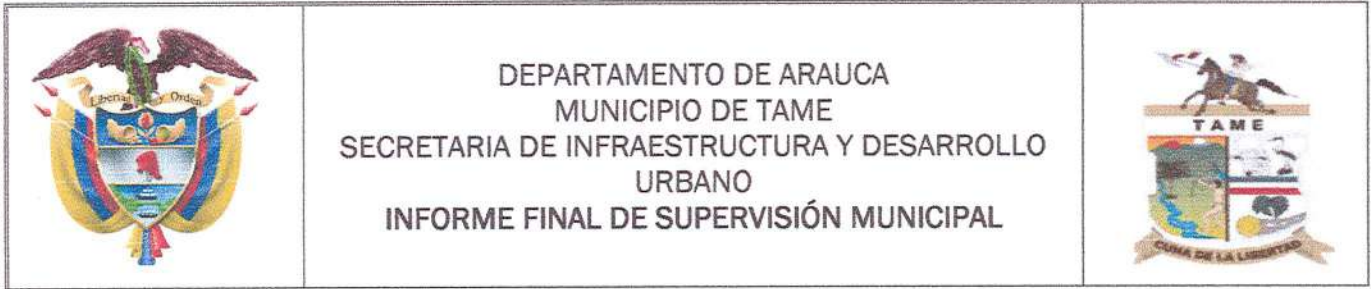 Libertad y Orden
DEPARTAMENTO DE ARAUCA
MUNICIPIO DE TAME
SECRETARIA DE INFRAESTRUCTURA Y DESARROLLO
URBANO
INFORME FINAL DE SUPERVISIÓN MUNICIPAL
TAME
CUNA DE LA LIBERTAD